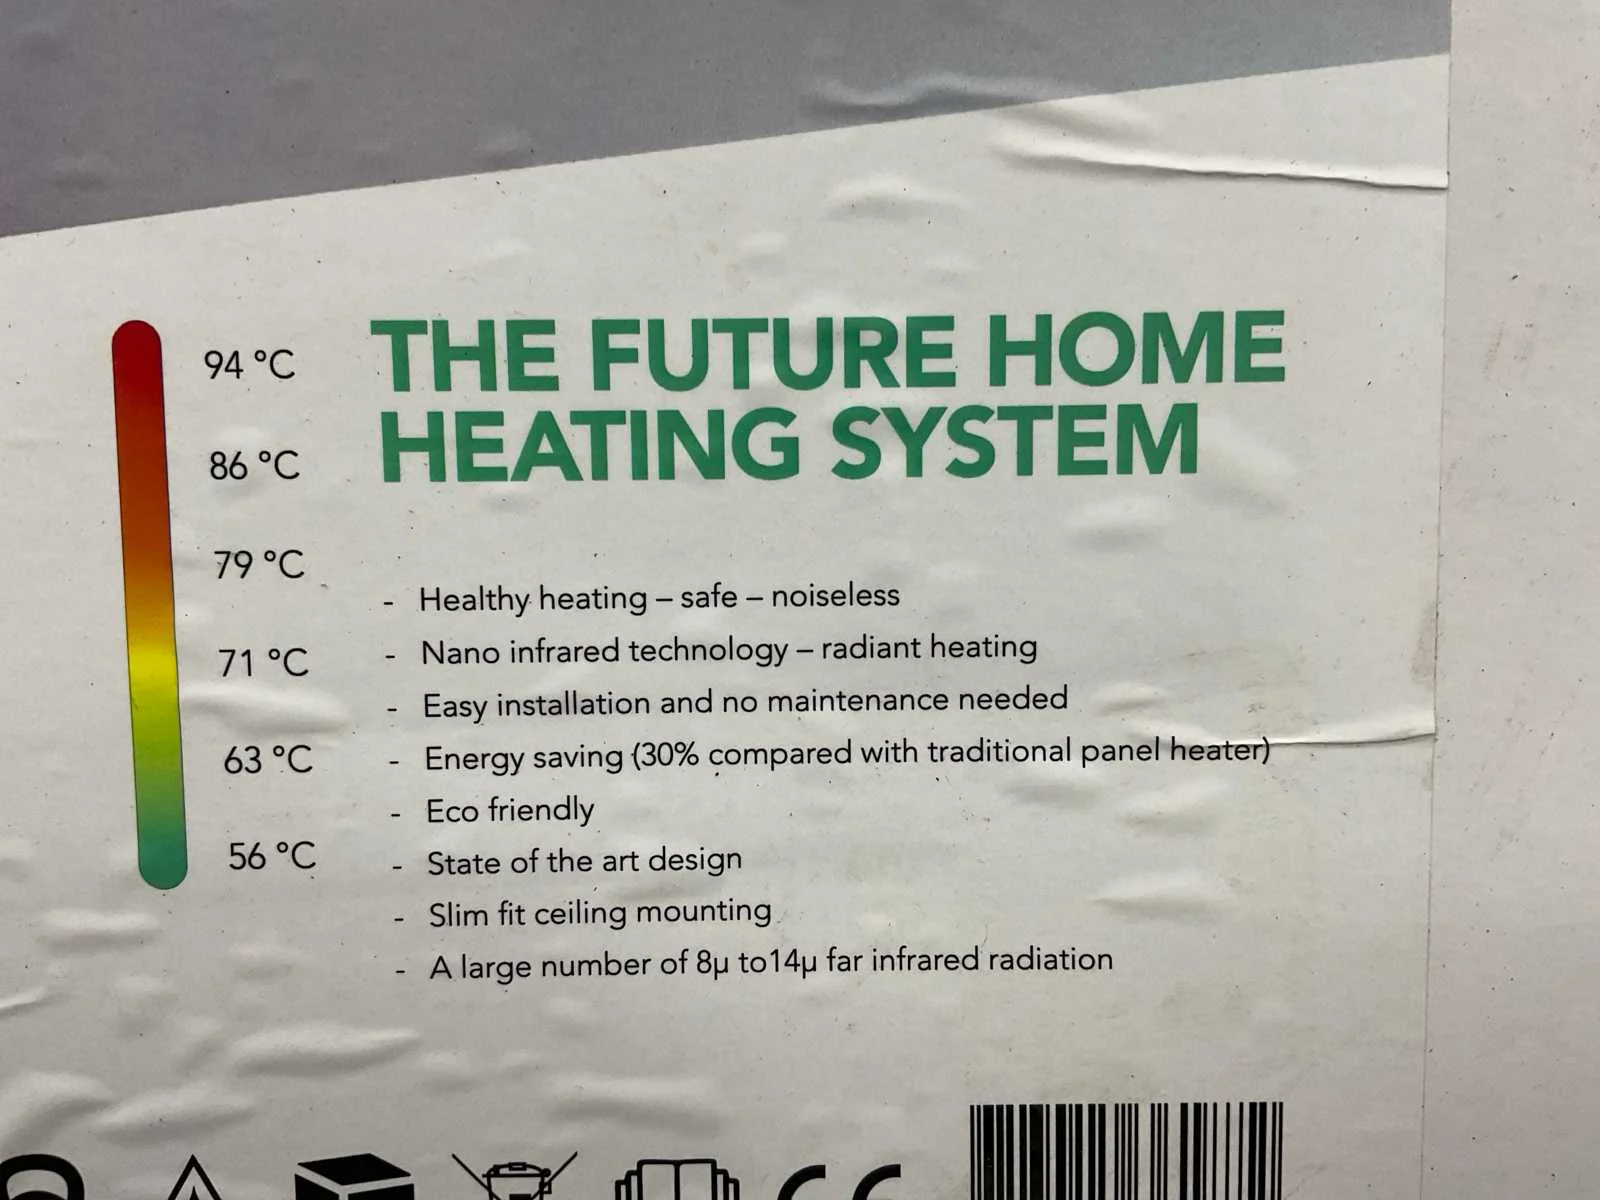 94 °C
86 °C
79 °C
71 °C
63 °C
56 °C
THE FUTURE HOME
HEATING SYSTEM
- Healthy heating – safe – noiseless
- Nano infrared technology – radiant heating
- Easy installation and no maintenance needed
- Energy saving (30% compared with traditional panel heater)
- Eco friendly
- State of the art design
- Slim fit ceiling mounting
- A large number of 8µ to14µ far infrared radiation
CE